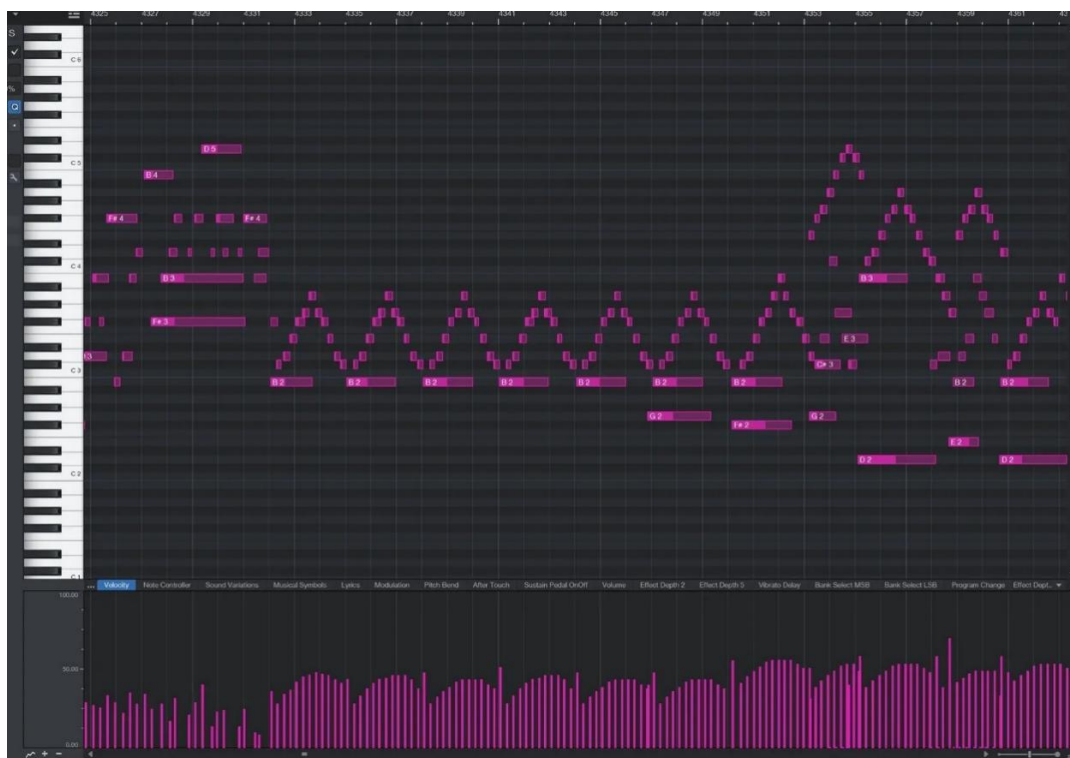 4325 4327 4329 4331 4333 4335 4337 4339 4341 4343 4345 4347 4349 4351 4353 4355 4357 4359 4361
S
C 6
%
Q
D 5
C 5
B 4
F# 4 F# 4
C 4
B 3 B 3
F# 3
E 3
C# 3
C 3
B 2 B 2 B 2 B 2 B 2 B 2 B 2 B 2 B 2
G 2 G 2
F# 2
E 2
D 2 D 2
C 2
C 1
... Velocity Note Controller Sound Variations Musical Symbols Lyrics Modulation Pitch Bend After Touch Sustain Pedal OnOff Volume Effect Depth 2 Effect Depth 5 Vibrato Delay Bank Select MSB Bank Select LSB Program Change Effect Dept...
100.00
50.00
0.00